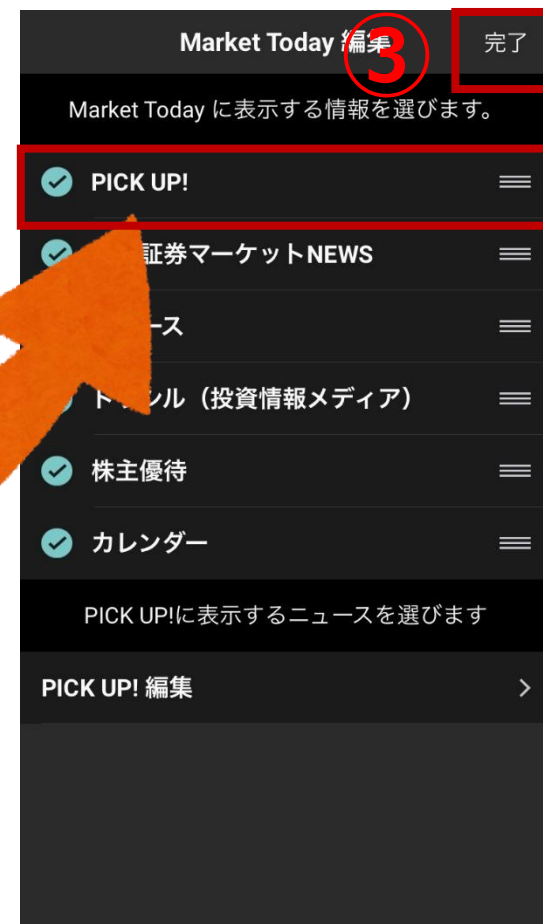 Market Today 編集
③
完了
Market Today に表示する情報を選びます。
PICK UP!
証券マーケットNEWS
ース
シル（投資情報メディア）
株主優待
カレンダー
PICK UP!に表示するニュースを選びます
PICK UP! 編集